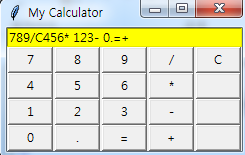 My Calculator
789/C456* 123- 0.=+
7 8 9 / C
4 5 6 *
1 2 3 -
0 . = +